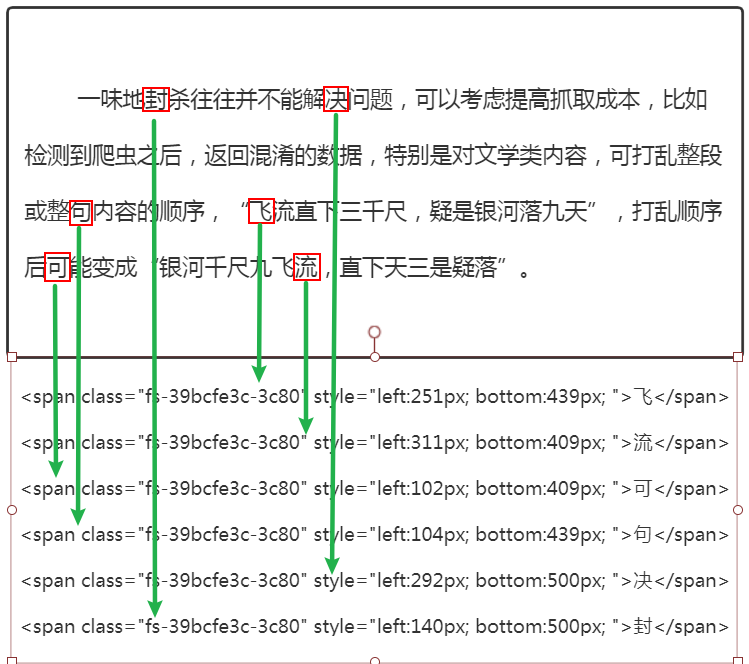 一味地封杀往往并不能解决问题，可以考虑提高抓取成本，比如
检测到爬虫之后，返回混淆的数据，特别是对文学类内容，可打乱整段
或整句内容的顺序，“飞流直下三千尺，疑是银河落九天”，打乱顺序
后可能变成“银河千尺九飞流，直下天三是疑落”。
<span class="fs-39bcfe3c-3c80" style="left:251px; bottom:439px; ">飞</span>
<span class="fs-39bcfe3c-3c80" style="left:311px; bottom:409px; ">流</span>
<span class="fs-39bcfe3c-3c80" style="left:102px; bottom:409px; ">可</span>
<span class="fs-39bcfe3c-3c80" style="left:104px; bottom:439px; ">句</span>
<span class="fs-39bcfe3c-3c80" style="left:292px; bottom:500px; ">决</span>
<span class="fs-39bcfe3c-3c80" style="left:140px; bottom:500px; ">封</span>